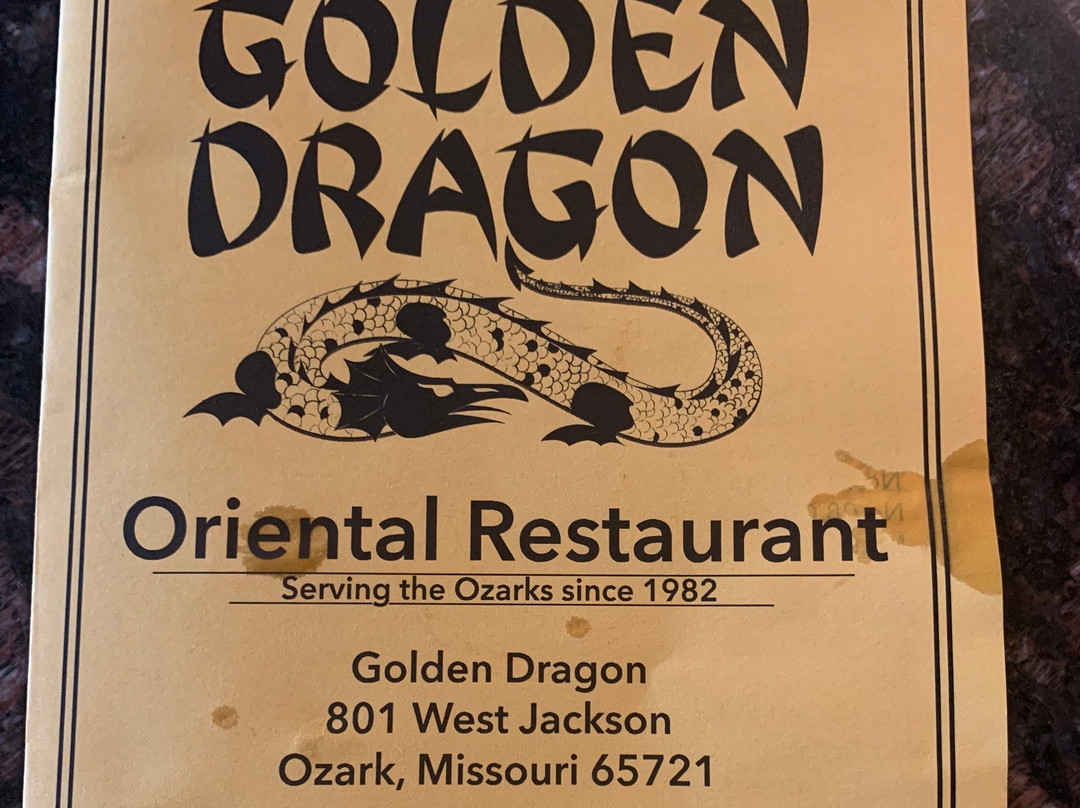 GOLDEN
DRAGON
Oriental Restaurant
Serving the Ozarks since 1982
Golden Dragon
801 West Jackson
Ozark, Missouri 65721